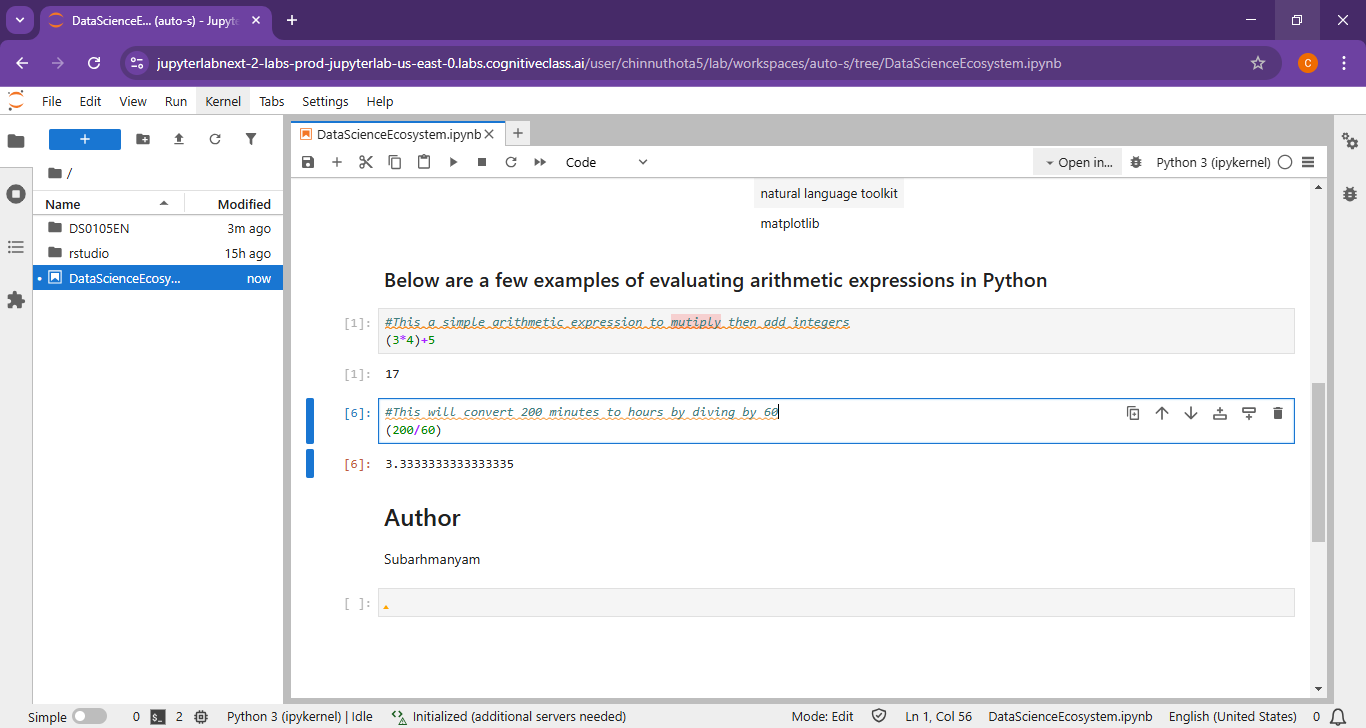 DataScienceE... (auto-s) - Jupyte
jupyterlabnext-2-labs-prod-jupyterlab-us-east-0.labs.cognitiveclass.ai/user/chinnuthota5/lab/workspaces/auto-s/tree/DataScienceEcosystem.ipynb
C
File Edit View Run Kernel Tabs Settings Help
DataScienceEcosystem.ipynb
Code
Open in...
Python 3 (ipykernel)
/
Name Modified
DS0105EN 3m ago
rstudio 15h ago
DataScienceEcosy... now
natural language toolkit
matplotlib
Below are a few examples of evaluating arithmetic expressions in Python
[1]: #This a simple arithmetic expression to mutiply then add integers
(3*4)+5
[1]: 17
[6]: #This will convert 200 minutes to hours by diving by 60
(200/60)
[6]: 3.3333333333333335
Author
Subarhmanyam
[ ]:
Simple 0 2 Python 3 (ipykernel) | Idle Initialized (additional servers needed) Mode: Edit Ln 1, Col 56 DataScienceEcosystem.ipynb English (United States) 0